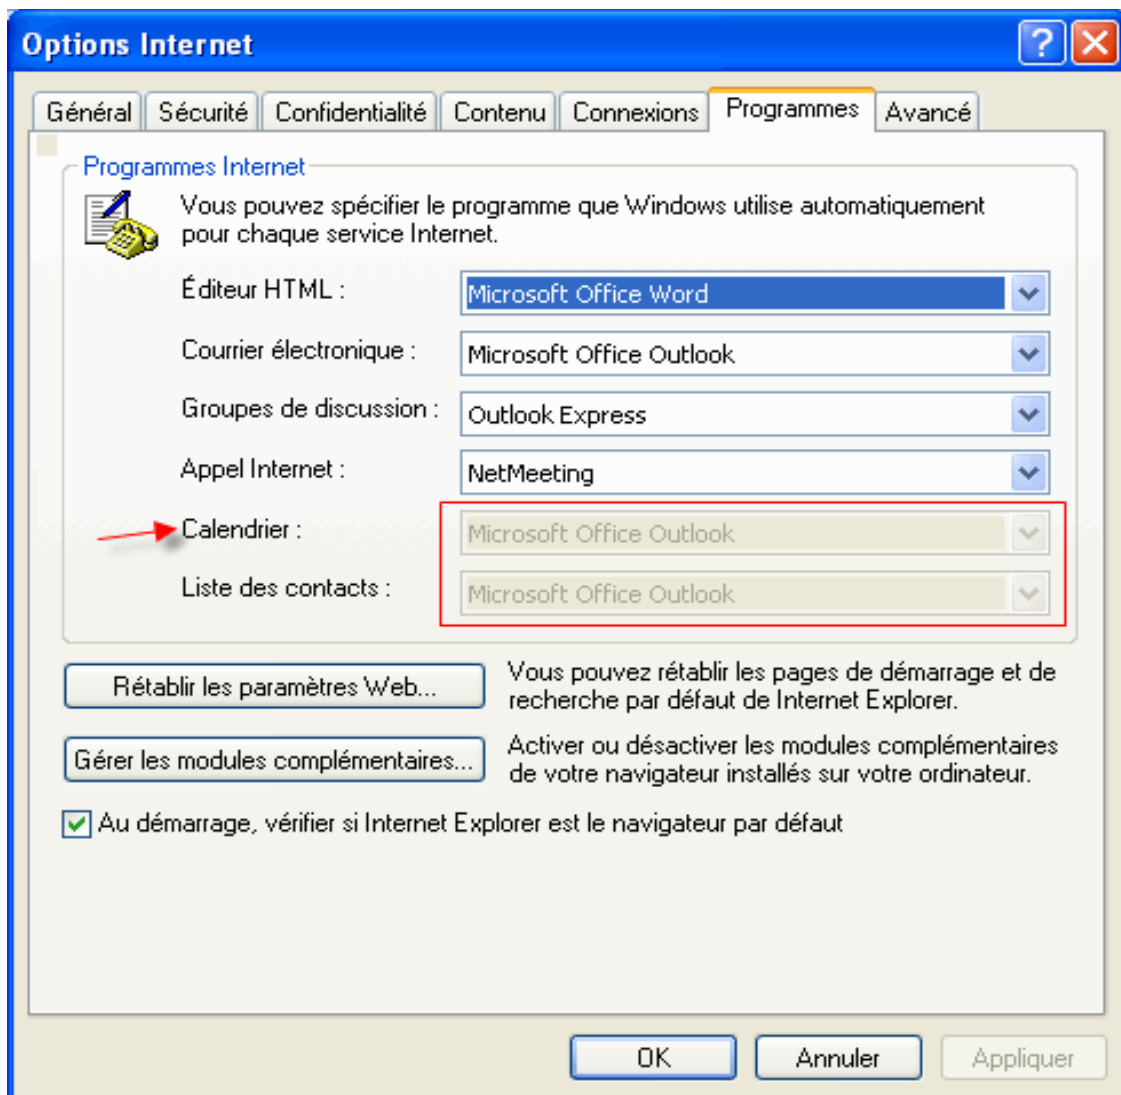 Options Internet
Général Sécurité Confidentialité Contenu Connexions Programmes Avancé
Programmes Internet
Vous pouvez spécifier le programme que Windows utilise automatiquement
pour chaque service Internet.
Éditeur HTML : Microsoft Office Word
Courrier électronique : Microsoft Office Outlook
Groupes de discussion : Outlook Express
Appel Internet : NetMeeting
Calendrier : Microsoft Office Outlook
Liste des contacts : Microsoft Office Outlook
Rétablir les paramètres Web...
Vous pouvez rétablir les pages de démarrage et de
recherche par défaut de Internet Explorer.
Gérer les modules complémentaires...
Activer ou désactiver les modules complémentaires
de votre navigateur installés sur votre ordinateur.
Au démarrage, vérifier si Internet Explorer est le navigateur par défaut
OK Annuler Appliquer